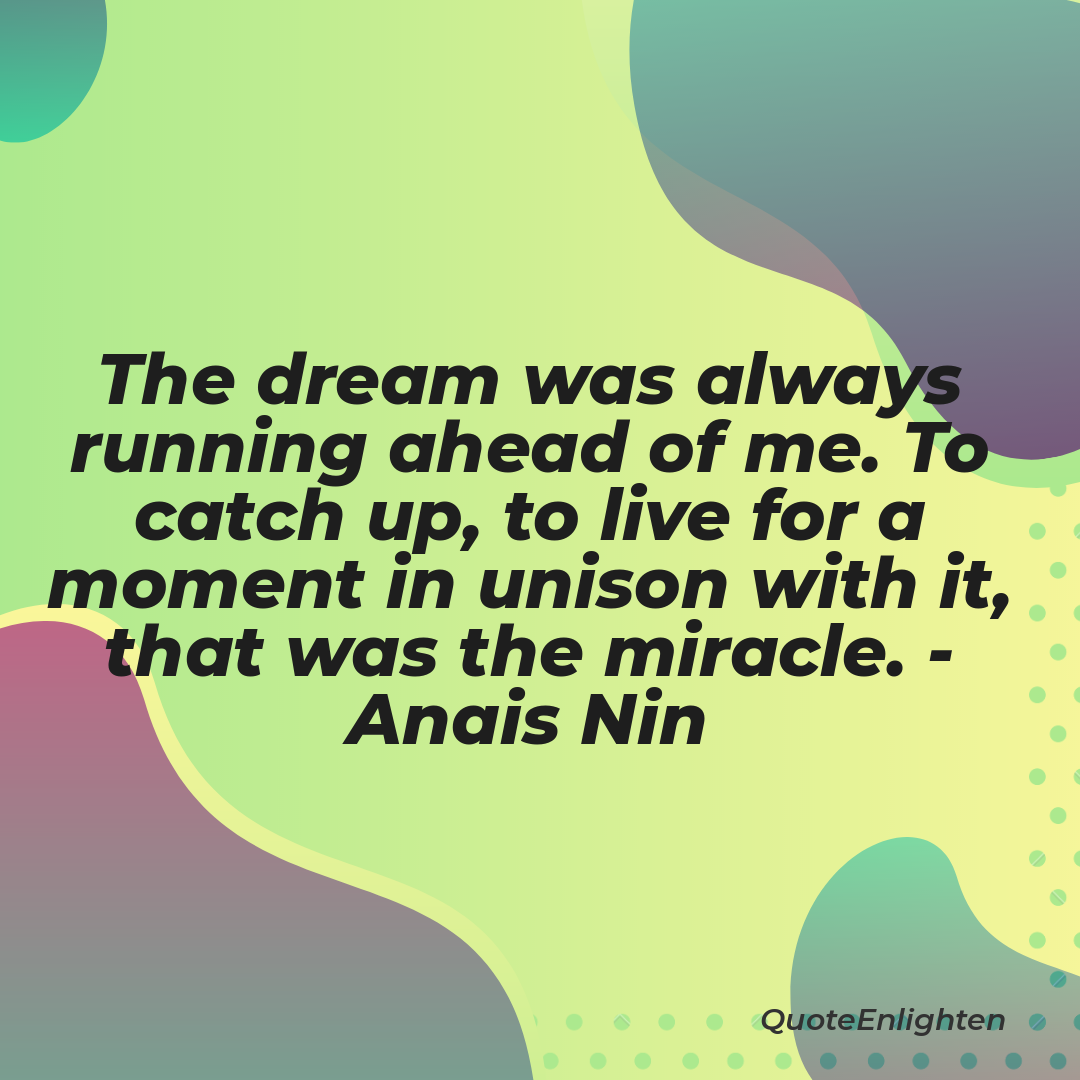 The dream was always
running ahead of me. To
catch up, to live for a
moment in unison with it,
that was the miracle. -
Anais Nin
QuoteEnlighten